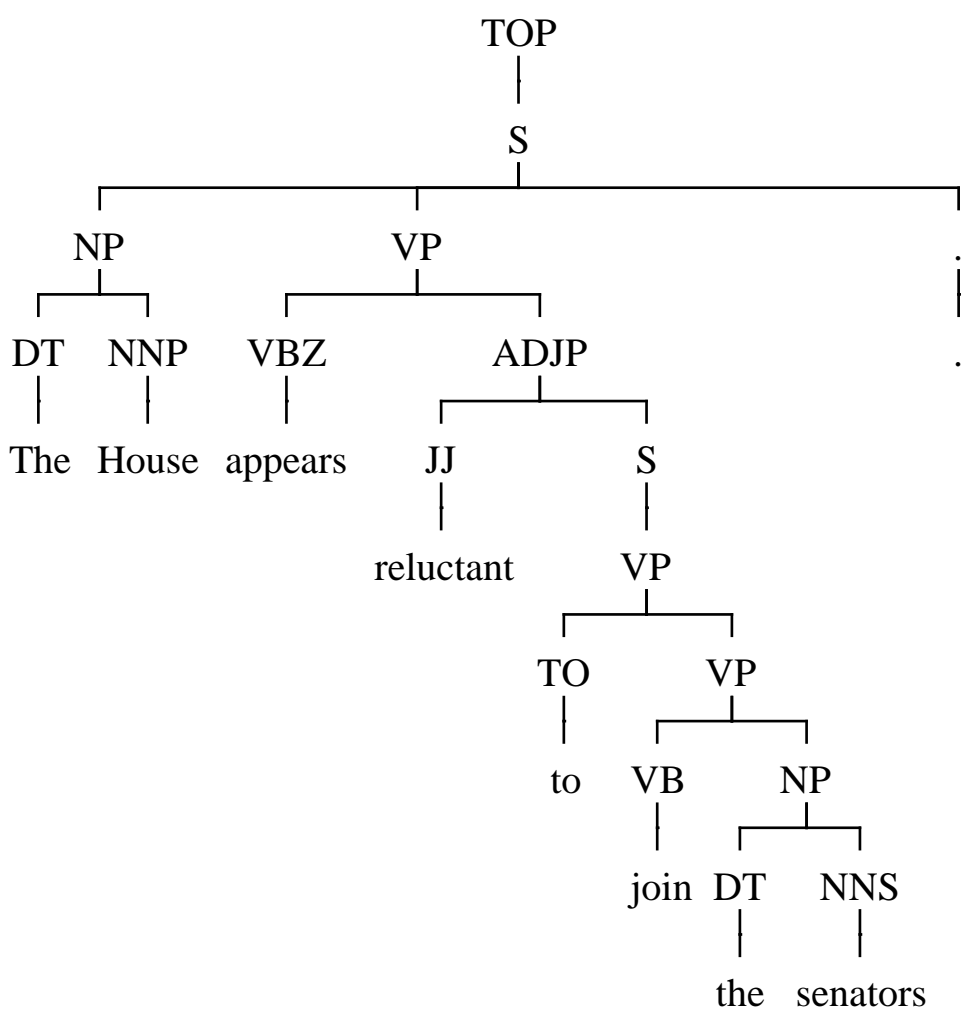 TOP
S
NP VP .
DT NNP VBZ ADJP .
The House appears JJ S
reluctant VP
TO VP
to VB NP
join DT NNS
the senators